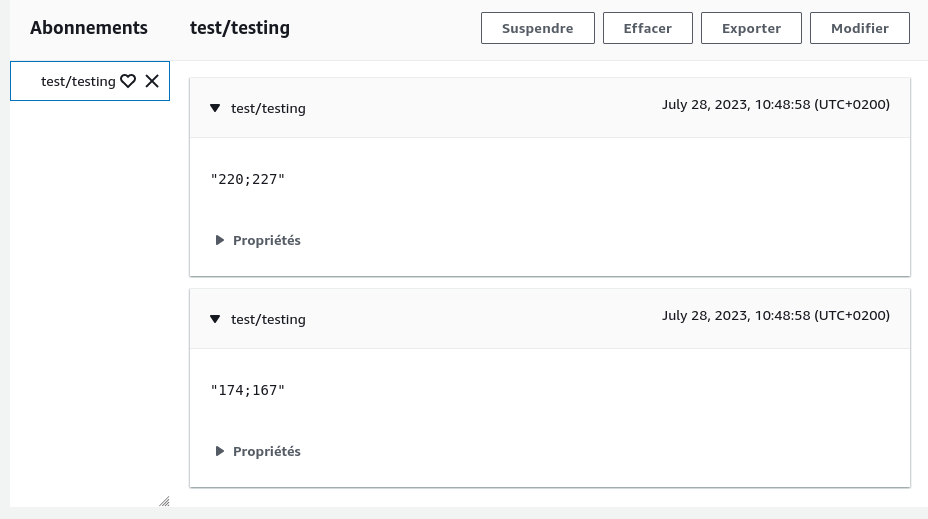 Abonnements
test/testing
Suspendre
Effacer
Exporter
Modifier
test/testing
test/testing
July 28, 2023, 10:48:58 (UTC+0200)
"220;227"
Propriétés
test/testing
July 28, 2023, 10:48:58 (UTC+0200)
"174;167"
Propriétés